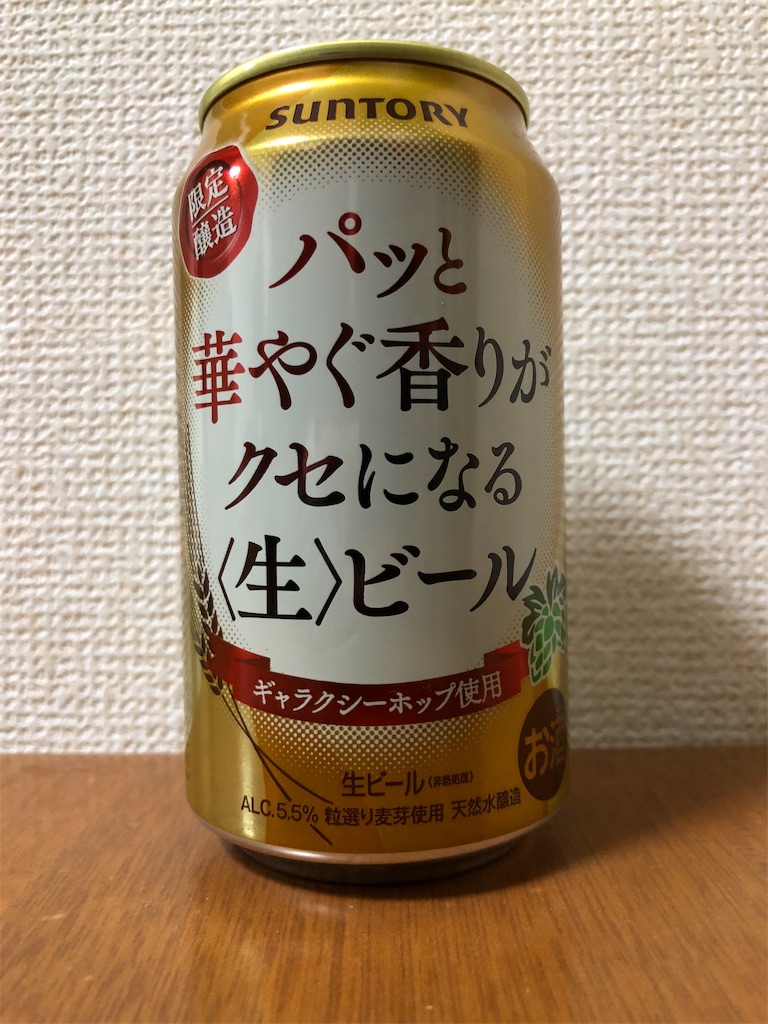 SUNTORY
限定
醸造
パッと
華やぐ香りが
クセになる
〈生〉ビール
ギャラクシーホップ使用
生ビール(非熱処理)
ALC.5.5% 粒選り麦芽使用 天然水醸造
お酒